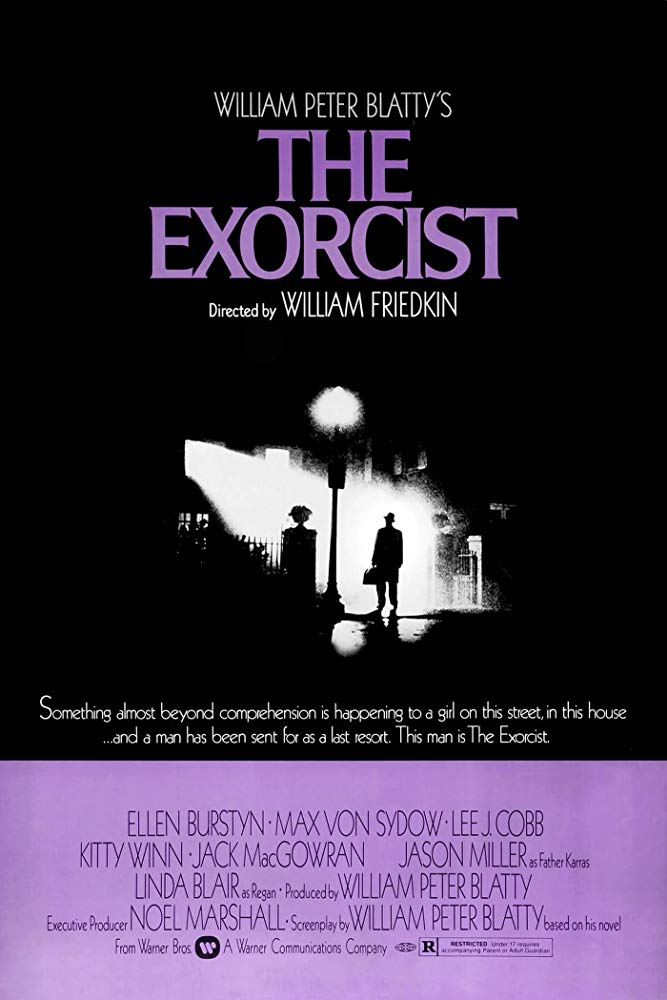 WILLIAM PETER BLATTY'S
THE
EXORCIST
Directed by WILLIAM FRIEDKIN
Something almost beyond comprehension is happening to a girl on this street, in this house
...and a man has been sent for as a last resort. This man is The Exorcist.
ELLEN BURSTYN · MAX VON SYDOW · LEE J. COBB
KITTY WINN · JACK MacGOWRAN JASON MILLER as Father Karras
LINDA BLAIR as Regan · Produced by WILLIAM PETER BLATTY
Executive Producer NOEL MARSHALL · Screenplay by WILLIAM PETER BLATTY based on his novel
From Warner Bros. A Warner Communications Company R RESTRICTED Under 17 requires
accompanying Parent or Adult Guardian